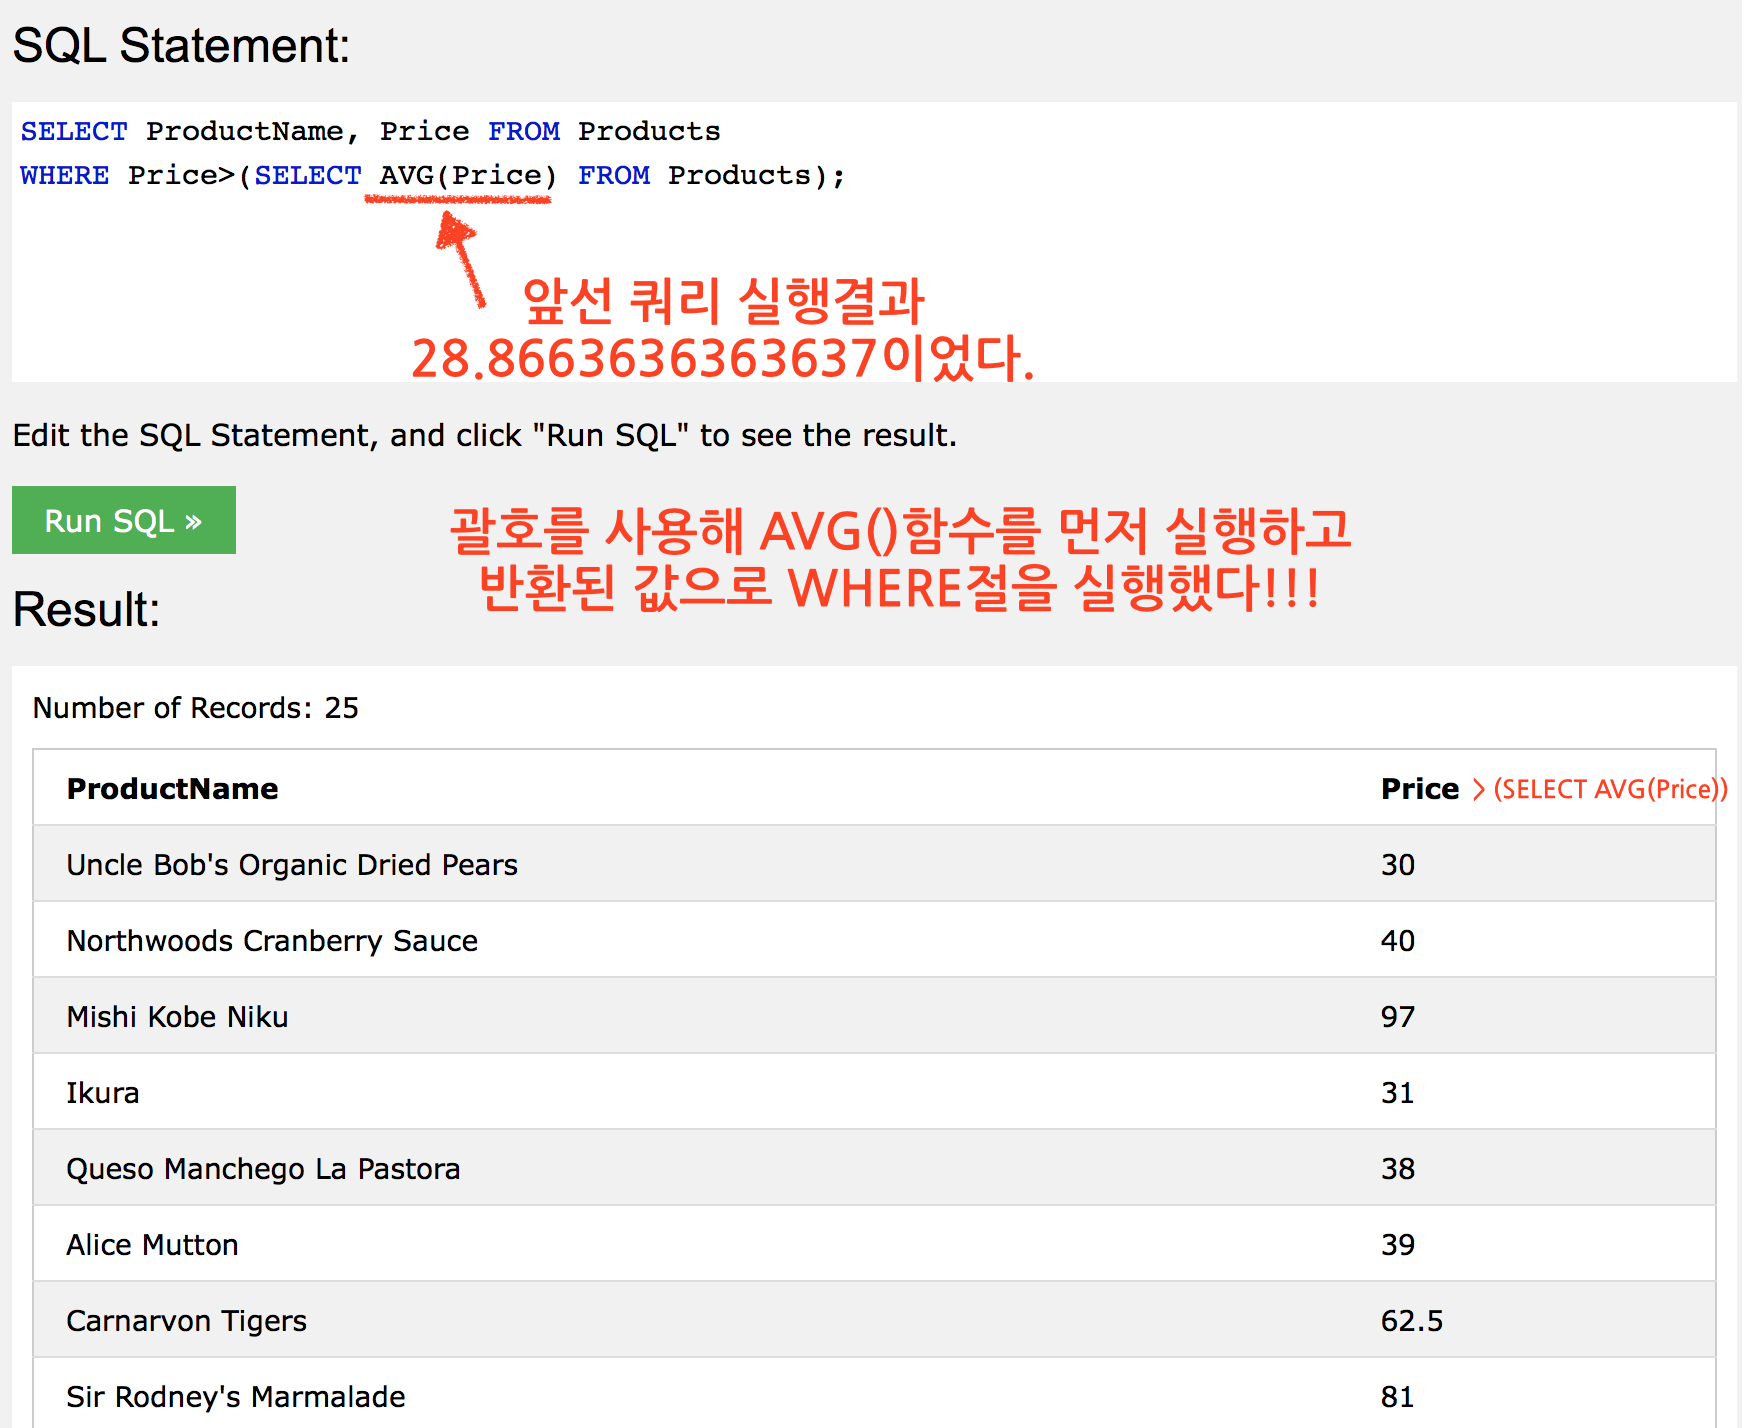 SQL Statement:
SELECT ProductName, Price FROM Products
WHERE Price>(SELECT AVG(Price) FROM Products);
앞선 쿼리 실행결과
28.866363636363637이었다.
Edit the SQL Statement, and click "Run SQL" to see the result.
Run SQL »
괄호를 사용해 AVG()함수를 먼저 실행하고
반환된 값으로 WHERE절을 실행했다!!!
Result:
Number of Records: 25
ProductName Price > (SELECT AVG(Price))
Uncle Bob's Organic Dried Pears 30
Northwoods Cranberry Sauce 40
Mishi Kobe Niku 97
Ikura 31
Queso Manchego La Pastora 38
Alice Mutton 39
Carnarvon Tigers 62.5
Sir Rodney's Marmalade 81